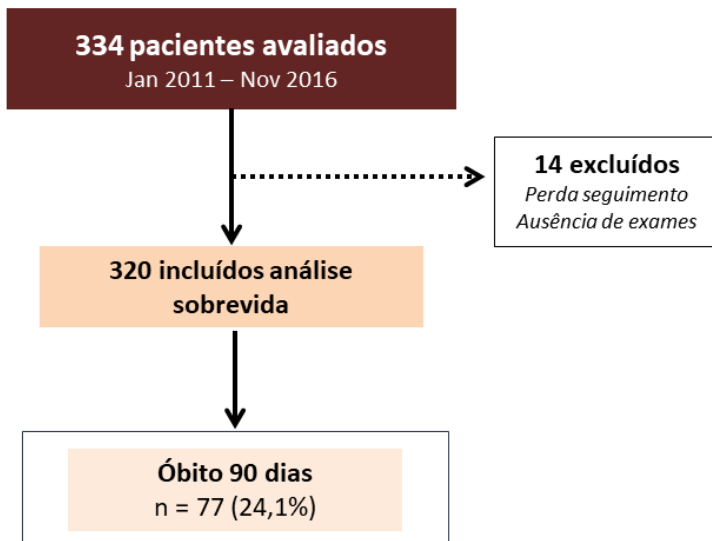 334 pacientes avaliados
Jan 2011 – Nov 2016
14 excluídos
Perda seguimento
Ausência de exames
320 incluídos análise
sobrevida
Óbito 90 dias
n = 77 (24,1%)